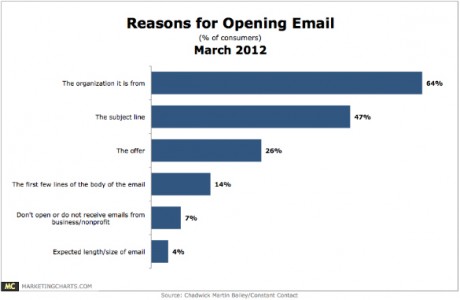 Reasons for Opening Email
(% of consumers)
March 2012
The organization it is from
64%
The subject line
47%
The offer
26%
The first few lines of the body of the email
14%
Don't open or do not receive emails from
business/nonprofit
7%
Expected length/size of email
4%
MC MARKETINGCHARTS.COM
Source: Chadwick Martin Bailey/Constant Contact